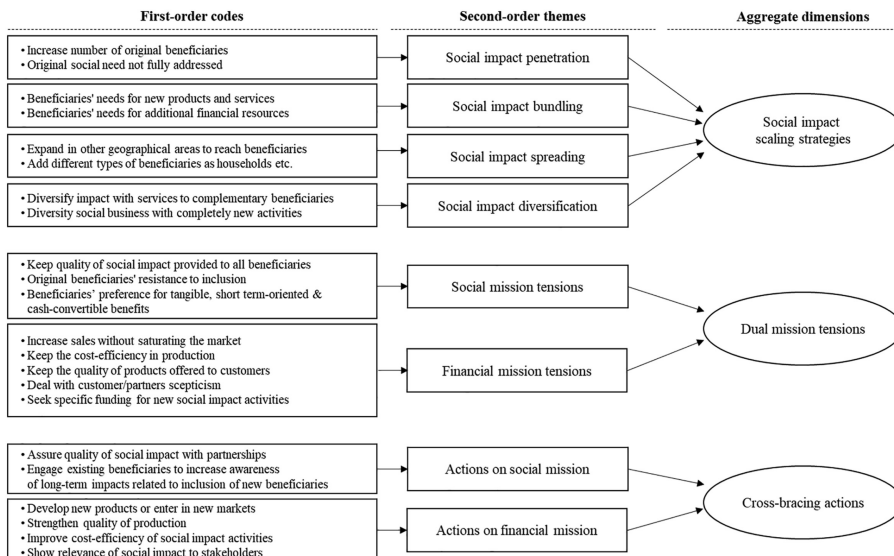 First-order codes
Second-order themes
Aggregate dimensions
• Increase number of original beneficiaries
• Original social need not fully addressed
Social impact penetration
• Beneficiaries' needs for new products and services
• Beneficiaries' needs for additional financial resources
Social impact bundling
• Expand in other geographical areas to reach beneficiaries
• Add different types of beneficiaries as households etc.
Social impact spreading
• Diversify impact with services to complementary beneficiaries
• Diversity social business with completely new activities
Social impact diversification
Social impact
scaling strategies
• Keep quality of social impact provided to all beneficiaries
• Original beneficiaries' resistance to inclusion
• Beneficiaries’ preference for tangible, short term-oriented &
cash-convertible benefits
Social mission tensions
• Increase sales without saturating the market
• Keep the cost-efficiency in production
• Keep the quality of products offered to customers
• Deal with customer/partners scepticism
• Seek specific funding for new social impact activities
Financial mission tensions
Dual mission tensions
• Assure quality of social impact with partnerships
• Engage existing beneficiaries to increase awareness
of long-term impacts related to inclusion of new beneficiaries
Actions on social mission
• Develop new products or enter in new markets
• Strengthen quality of production
• Improve cost-efficiency of social impact activities
• Show relevance of social impact to stakeholders
Actions on financial mission
Cross-bracing actions